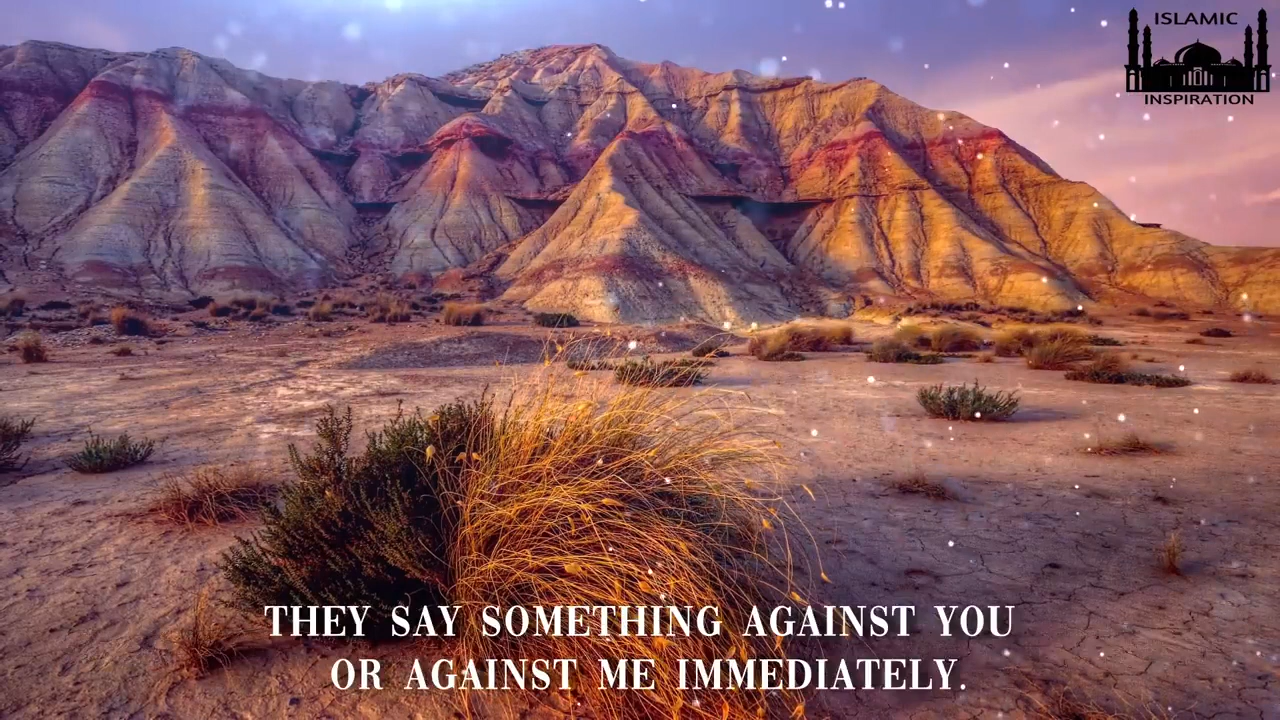 ISLAMIC
INSPIRATION
THEY SAY SOMETHING AGAINST YOU
OR AGAINST ME IMMEDIATELY.